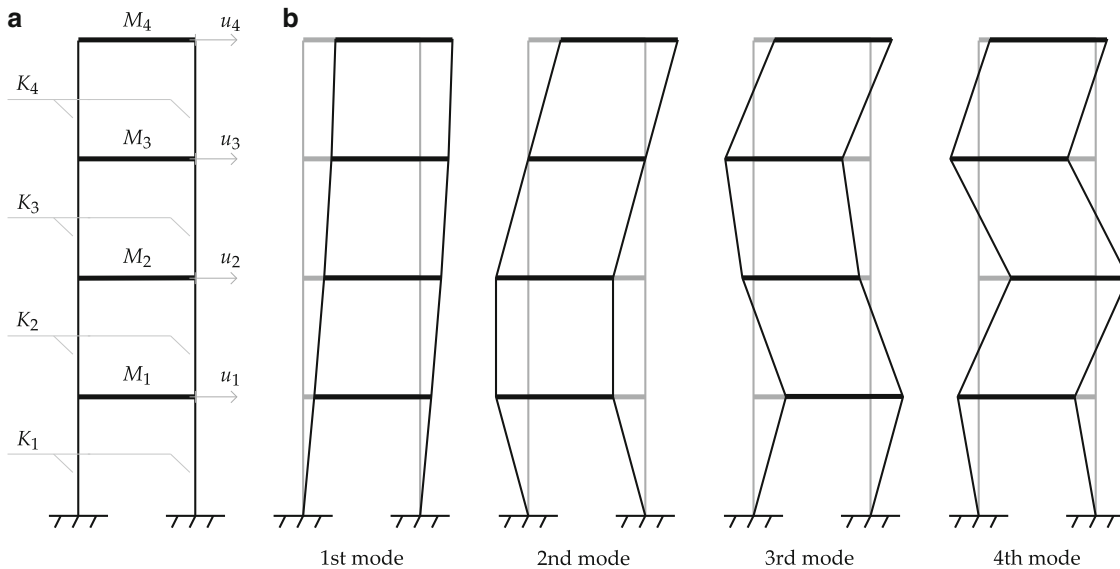 a
b
M4
u4
K4
M3
u3
K3
M2
u2
K2
M1
u1
K1
1st mode
2nd mode
3rd mode
4th mode